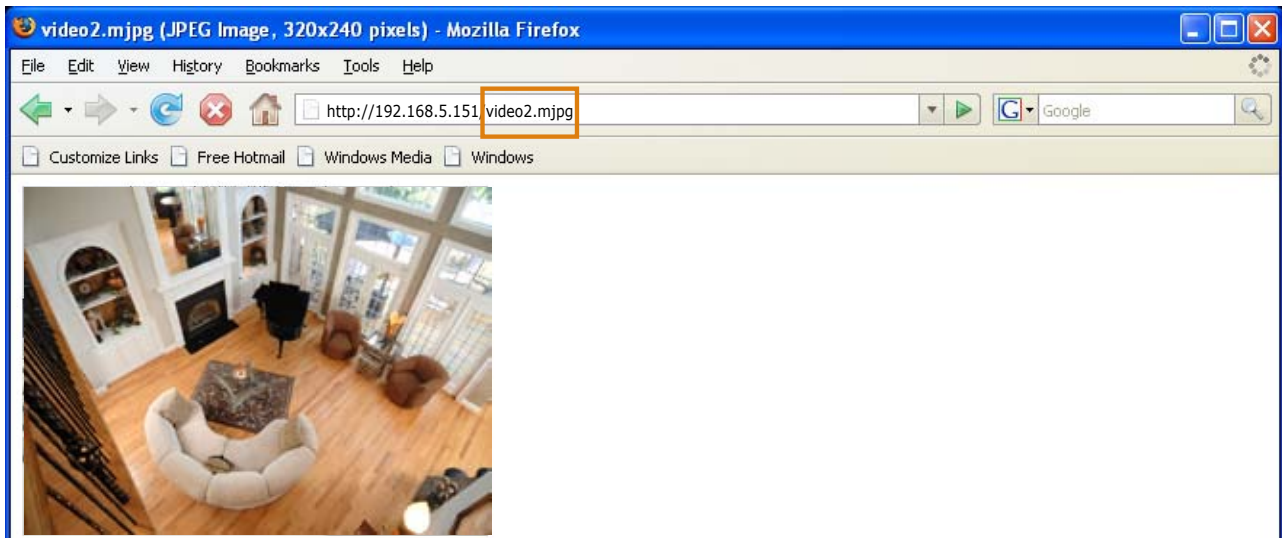 video2.mjpg (JPEG Image, 320x240 pixels) - Mozilla Firefox
File Edit View History Bookmarks Tools Help
http://192.168.5.151/video2.mjpg G Google
Customize Links Free Hotmail Windows Media Windows